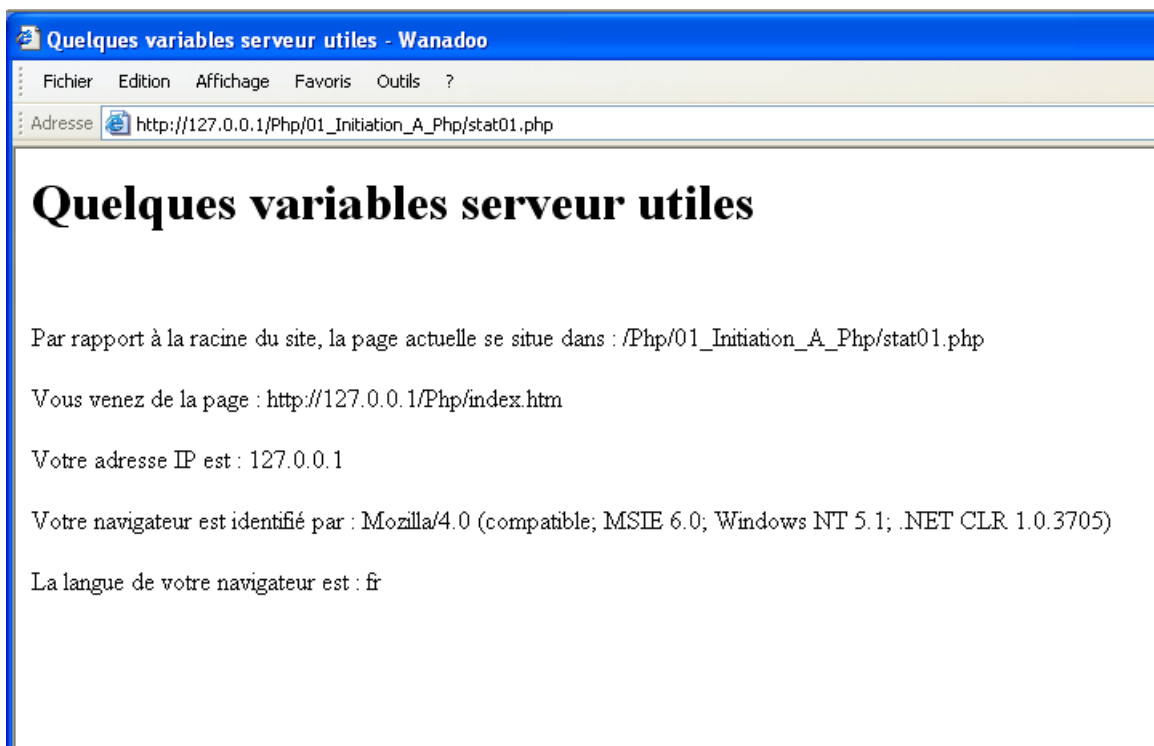 Quelques variables serveur utiles - Wanadoo
Fichier Edition Affichage Favoris Outils ?
Adresse http://127.0.0.1/Php/01_Initiation_A_Php/stat01.php
Quelques variables serveur utiles
Par rapport à la racine du site, la page actuelle se situe dans : /Php/01_Initiation_A_Php/stat01.php
Vous venez de la page : http://127.0.0.1/Php/index.htm
Votre adresse IP est : 127.0.0.1
Votre navigateur est identifié par : Mozilla/4.0 (compatible; MSIE 6.0; Windows NT 5.1; .NET CLR 1.0.3705)
La langue de votre navigateur est : fr